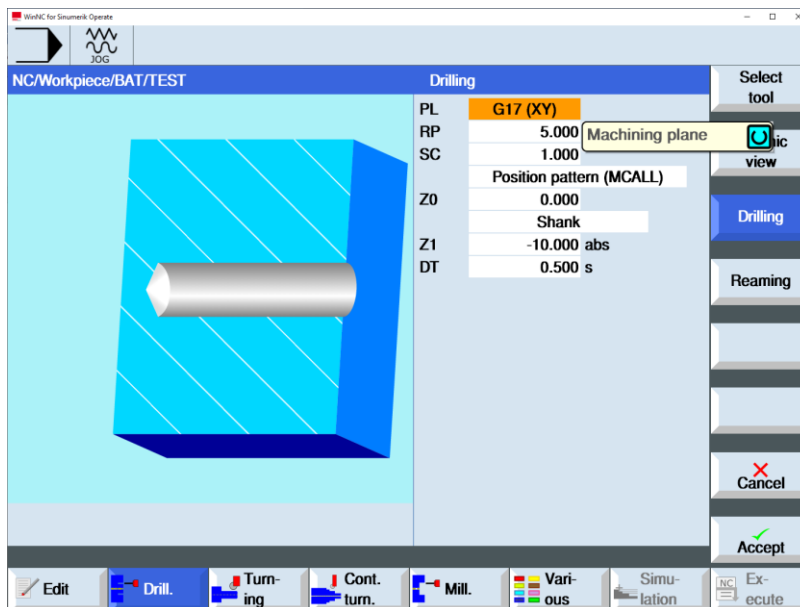 WinNC for Sinumerik Operate
JOG
NC/Workpiece/BAT/TEST
Drilling
Select
tool
PL G17 (XY)
RP 5.000
Machining plane
ic
view
SC 1.000
Position pattern (MCALL)
Z0 0.000
Drilling
Shank
Z1 -10.000 abs
DT 0.500 s
Reaming
Cancel
Accept
Edit
Drill.
Turn-
ing
Cont.
turn.
Mill.
Vari-
ous
Simu-
lation
NC Ex-
ecute